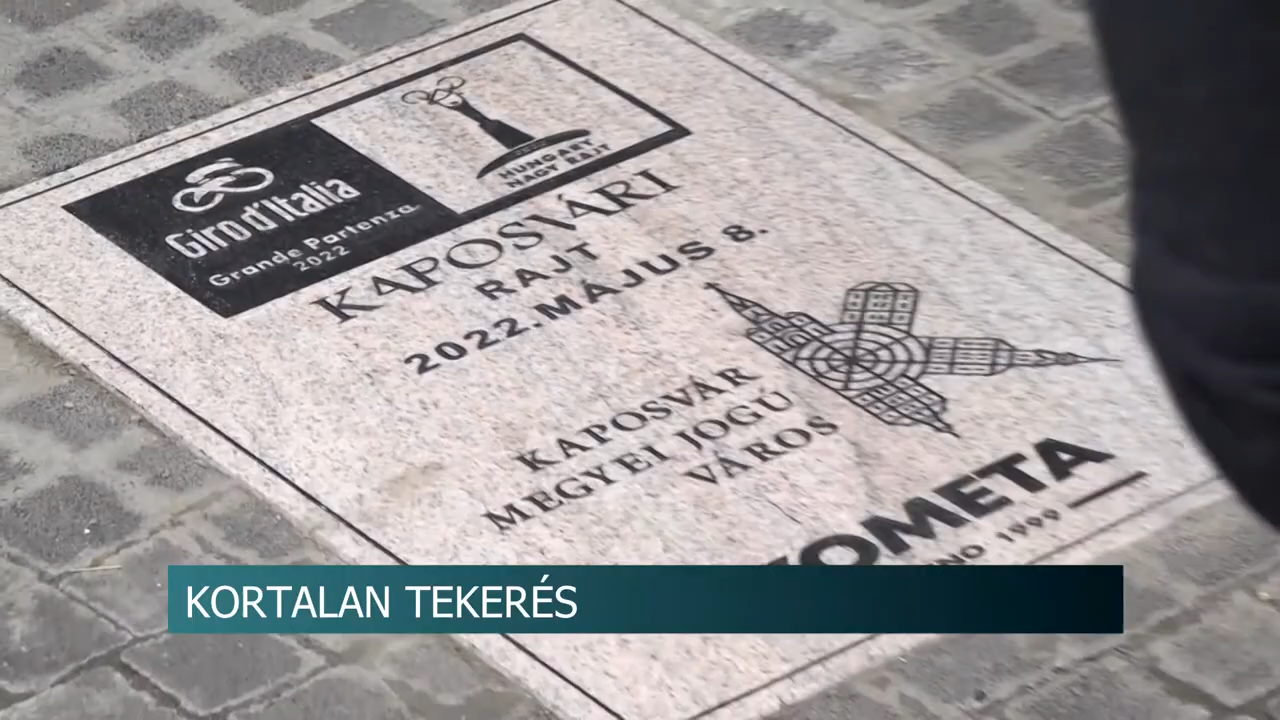 Giro d'Italia
Grande Partenza
2022
HUNGARY
NAGY RAJT
KAPOSVÁRI
RAJT
2022. MÁJUS 8.
KAPOSVÁR
MEGYEI JOGÚ
VÁROS
KOMETA
1999
KORTALAN TEKERÉS